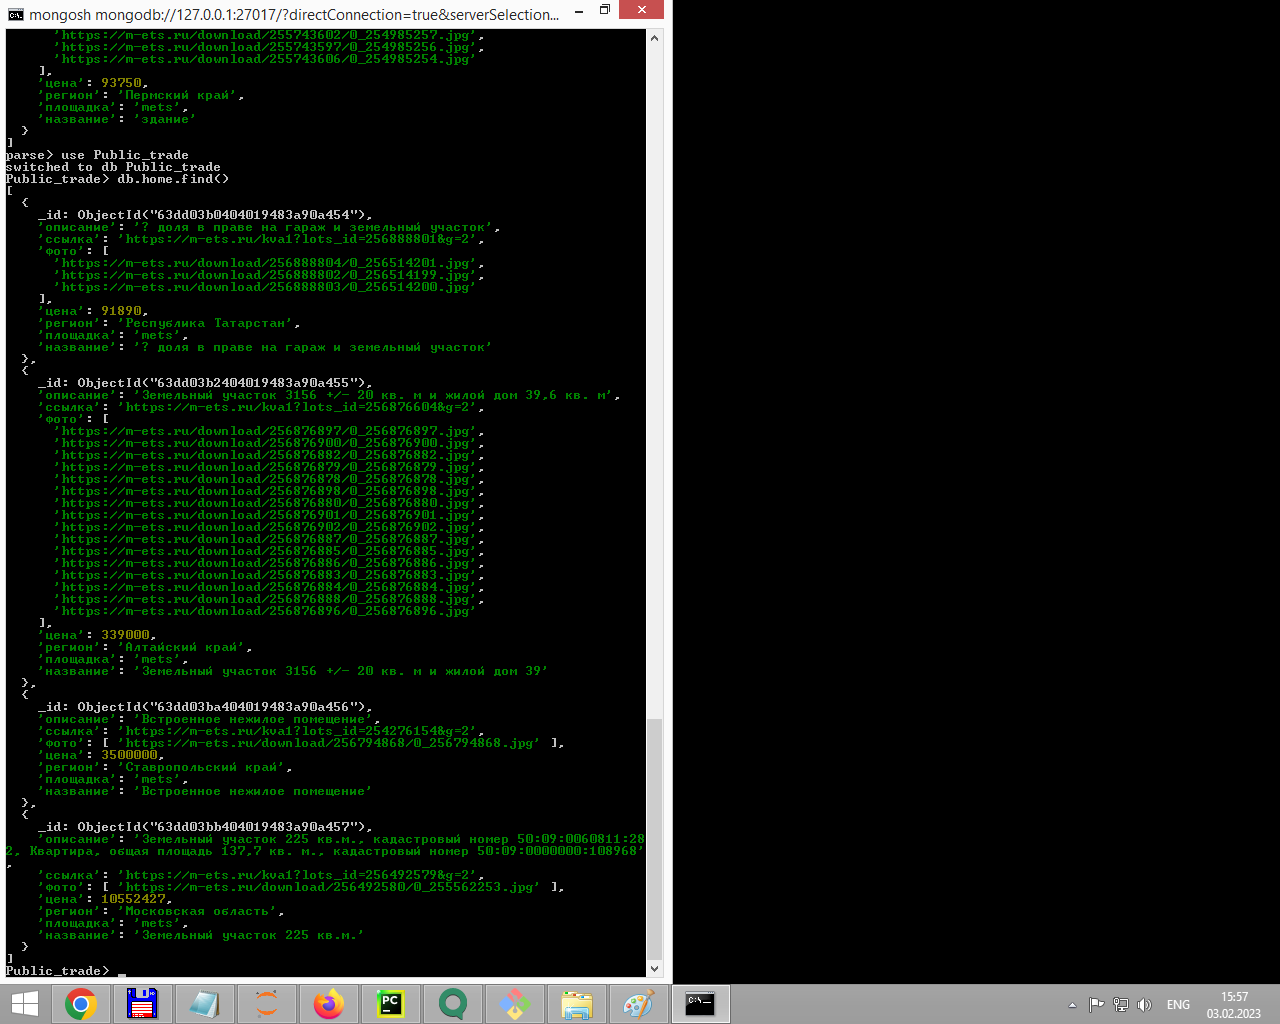 mongosh mongodb://127.0.0.1:27017/?directConnection=true&serverSelection...
'https://m-ets.ru/download/255743602/0_254985257.jpg',
'https://m-ets.ru/download/255743597/0_254985256.jpg',
'https://m-ets.ru/download/255743606/0_254985254.jpg'
],
'цена': 93750,
'регион': 'Пермский край',
'площадка': 'mets',
'название': 'здание'
}
]
parse> use Public_trade
switched to db Public_trade
Public_trade> db.home.find()
[
{
_id: ObjectId("63dd03b0404019483a90a454"),
'описание': '? доля в праве на гараж и земельный участок',
'ссылка': 'https://m-ets.ru/kva1?lots_id=256888801&g=2',
'фото': [
'https://m-ets.ru/download/256888804/0_256514201.jpg',
'https://m-ets.ru/download/256888802/0_256514199.jpg',
'https://m-ets.ru/download/256888803/0_256514200.jpg'
],
'цена': 91890,
'регион': 'Республика Татарстан',
'площадка': 'mets',
'название': '? доля в праве на гараж и земельный участок'
},
{
_id: ObjectId("63dd03b2404019483a90a455"),
'описание': 'Земельный участок 3156 +/- 20 кв. м и жилой дом 39,6 кв. м',
'ссылка': 'https://m-ets.ru/kva1?lots_id=256876604&g=2',
'фото': [
'https://m-ets.ru/download/256876897/0_256876897.jpg',
'https://m-ets.ru/download/256876900/0_256876900.jpg',
'https://m-ets.ru/download/256876882/0_256876882.jpg',
'https://m-ets.ru/download/256876879/0_256876879.jpg',
'https://m-ets.ru/download/256876878/0_256876878.jpg',
'https://m-ets.ru/download/256876898/0_256876898.jpg',
'https://m-ets.ru/download/256876880/0_256876880.jpg',
'https://m-ets.ru/download/256876901/0_256876901.jpg',
'https://m-ets.ru/download/256876902/0_256876902.jpg',
'https://m-ets.ru/download/256876887/0_256876887.jpg',
'https://m-ets.ru/download/256876885/0_256876885.jpg',
'https://m-ets.ru/download/256876886/0_256876886.jpg',
'https://m-ets.ru/download/256876883/0_256876883.jpg',
'https://m-ets.ru/download/256876884/0_256876884.jpg',
'https://m-ets.ru/download/256876888/0_256876888.jpg',
'https://m-ets.ru/download/256876896/0_256876896.jpg'
],
'цена': 339000,
'регион': 'Алтайский край',
'площадка': 'mets',
'название': 'Земельный участок 3156 +/- 20 кв. м и жилой дом 39'
},
{
_id: ObjectId("63dd03ba404019483a90a456"),
'описание': 'Встроенное нежилое помещение',
'ссылка': 'https://m-ets.ru/kva1?lots_id=254276154&g=2',
'фото': [ 'https://m-ets.ru/download/256794868/0_256794868.jpg' ],
'цена': 3500000,
'регион': 'Ставропольский край',
'площадка': 'mets',
'название': 'Встроенное нежилое помещение'
},
{
_id: ObjectId("63dd03bb404019483a90a457"),
'описание': 'Земельный участок 225 кв.м., кадастровый номер 50:09:0060811:28
2, Квартира, общая площадь 137,7 кв. м., кадастровый номер 50:09:0000000:108968'
,
'ссылка': 'https://m-ets.ru/kva1?lots_id=256492579&g=2',
'фото': [ 'https://m-ets.ru/download/256492580/0_255562253.jpg' ],
'цена': 10552427,
'регион': 'Московская область',
'площадка': 'mets',
'название': 'Земельный участок 225 кв.м.'
}
]
Public_trade> _
PC
C:\
ENG
15:57
03.02.2023